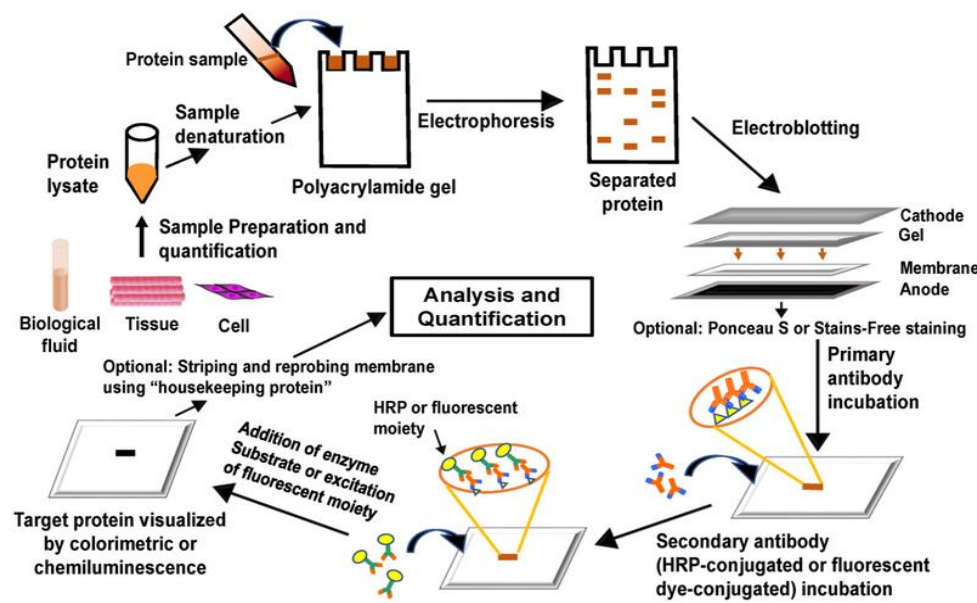 Protein sample
Sample
denaturation
Protein
lysate
Polyacrylamide gel
Electrophoresis
Separated
protein
Electroblotting
Cathode
Gel
Membrane
Anode
Sample Preparation and
quantification
Biological
fluid
Tissue
Cell
Analysis and
Quantification
Optional: Ponceau S or Stains-Free staining
Primary
antibody
incubation
Optional: Striping and reprobing membrane
using “housekeeping protein”
HRP or fluorescent
moiety
Addition of enzyme
Substrate or excitation
of fluorescent moiety
Target protein visualized
by colorimetric or
chemiluminescence
Secondary antibody
(HRP-conjugated or fluorescent
dye-conjugated) incubation